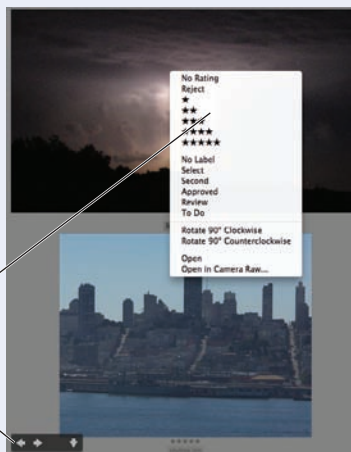 No Rating
Reject
★
★★
★★★
★★★★
★★★★★
No Label
Select
Second
Approved
Review
To Do
Rotate 90° Clockwise
Rotate 90° Counterclockwise
Open
Open in Camera Raw...
★★★★★